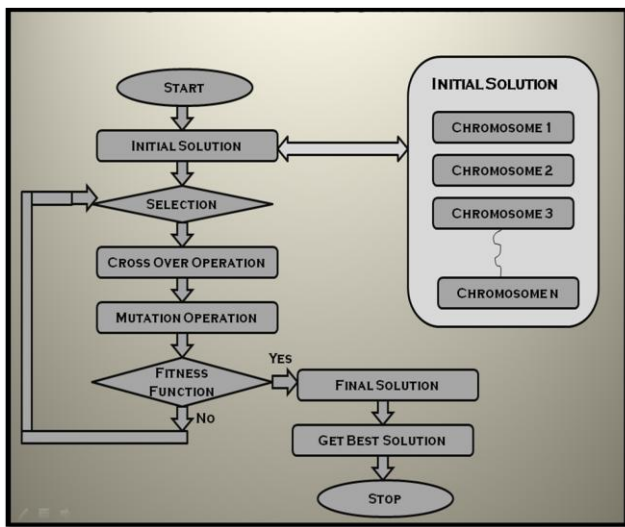 START
INITIAL SOLUTION
SELECTION
CROSS OVER OPERATION
MUTATION OPERATION
FITNESS
FUNCTION
YES
NO
FINAL SOLUTION
GET BEST SOLUTION
STOP
INITIAL SOLUTION
CHROMOSOME 1
CHROMOSOME 2
CHROMOSOME 3
CHROMOSOME N